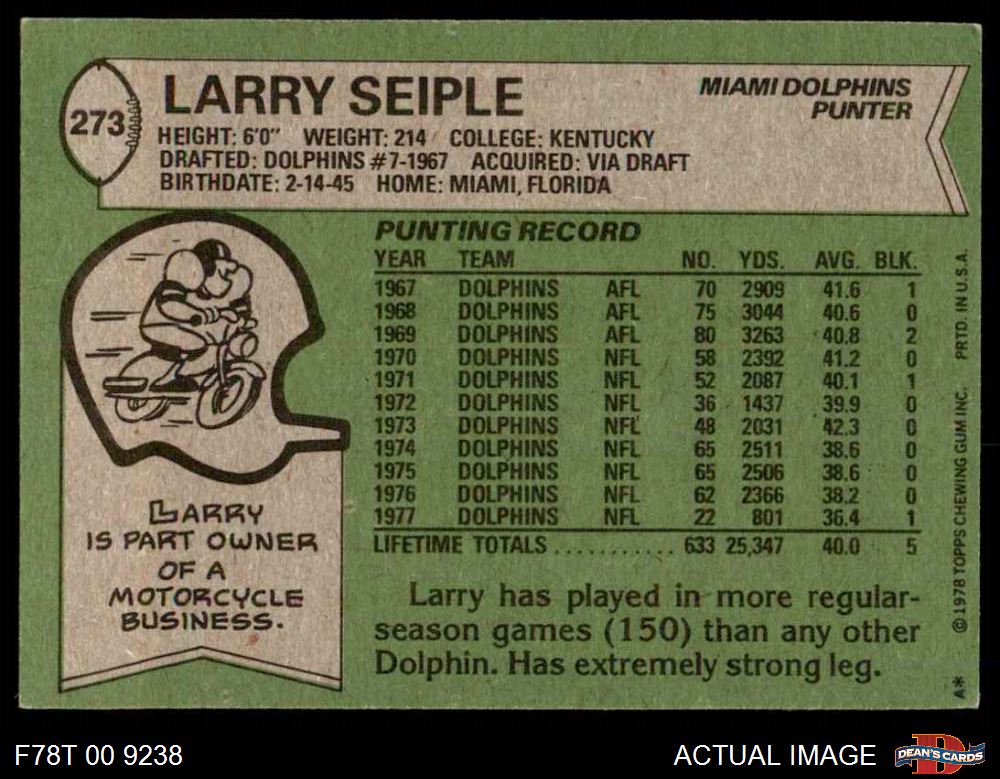 273
LARRY SEIPLE
MIAMI DOLPHINS
PUNTER
HEIGHT: 6'0" WEIGHT: 214 COLLEGE: KENTUCKY
DRAFTED: DOLPHINS #7-1967 ACQUIRED: VIA DRAFT
BIRTHDATE: 2-14-45 HOME: MIAMI, FLORIDA
PUNTING RECORD
YEAR TEAM NO. YDS. AVG. BLK.
1967 DOLPHINS AFL 70 2909 41.6 1
1968 DOLPHINS AFL 75 3044 40.6 0
1969 DOLPHINS AFL 80 3263 40.8 2
1970 DOLPHINS NFL 58 2392 41.2 0
1971 DOLPHINS NFL 52 2087 40.1 1
1972 DOLPHINS NFL 36 1437 39.9 0
1973 DOLPHINS NFL 48 2031 42.3 0
1974 DOLPHINS NFL 65 2511 38.6 0
1975 DOLPHINS NFL 65 2506 38.6 0
1976 DOLPHINS NFL 62 2366 38.2 0
1977 DOLPHINS NFL 22 801 36.4 1
LIFETIME TOTALS ........... 633 25,347 40.0 5
LARRY
IS PART OWNER
OF A
MOTORCYCLE
BUSINESS.
Larry has played in more regular-
season games (150) than any other
Dolphin. Has extremely strong leg.
A* © 1978 TOPPS CHEWING GUM INC. PRTD. IN U.S.A.
F78T 00 9238
ACTUAL IMAGE
DEAN'S CARDS